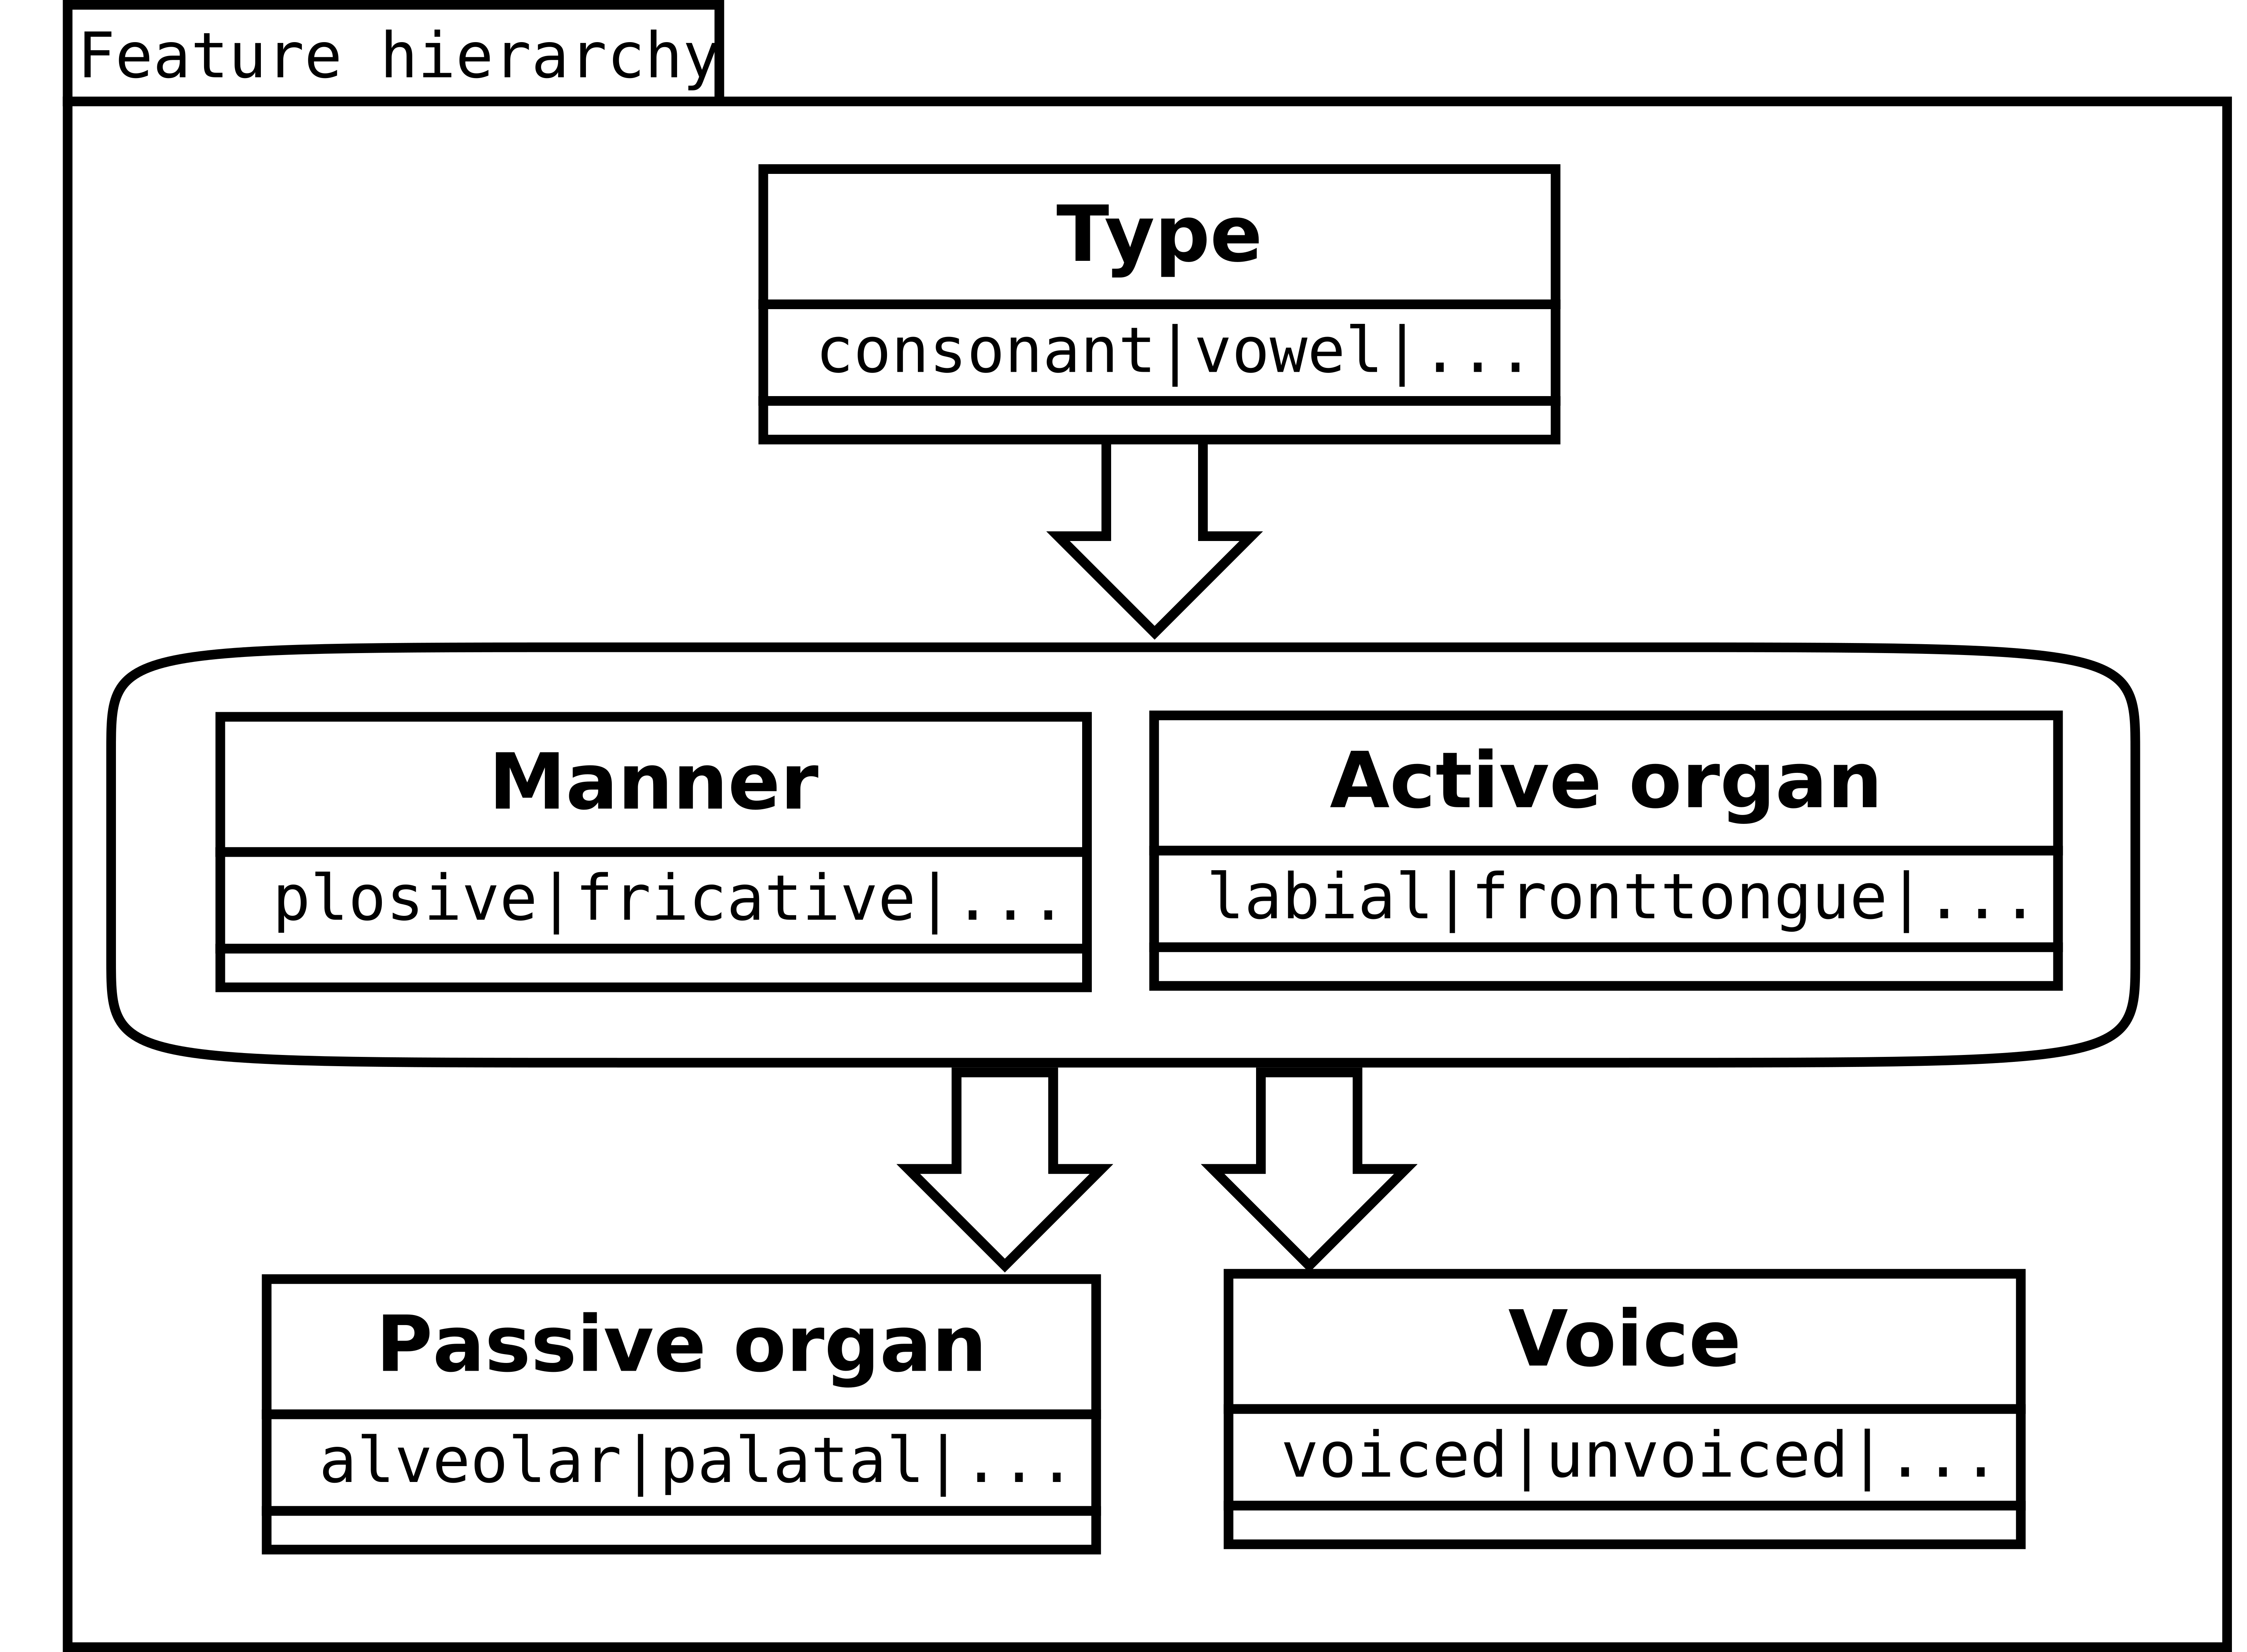 Feature hierarchy
Type
consonant|vowel|...
Manner
plosive|fricative|...
Active organ
labial|fronttongue|...
Passive organ
alveolar|palatal|...
Voice
voiced|unvoiced|...